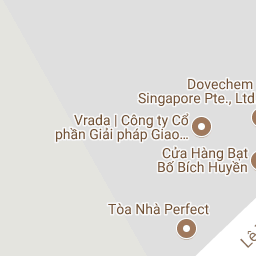 Dovechem
Singapore Pte., Ltd
Vrada | Công ty Cổ
phần Giải pháp Giao...
Cửa Hàng Bạt
Bố Bích Huyền
Tòa Nhà Perfect
Lê